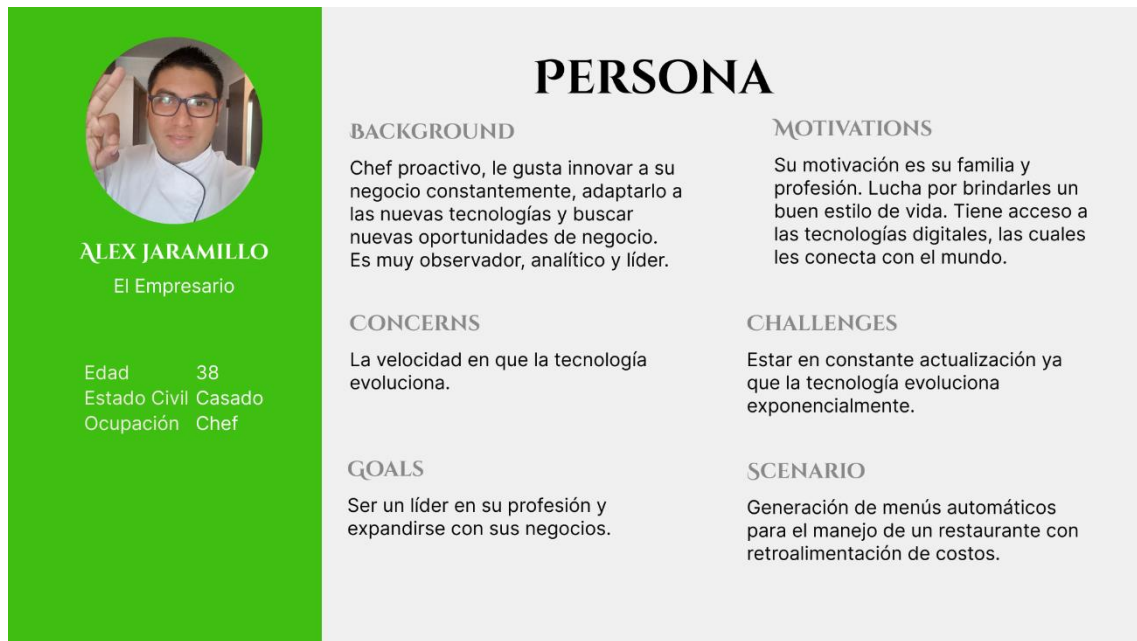 PERSONA
ALEX JARAMILLO
El Empresario
Edad 38
Estado Civil Casado
Ocupación Chef
BACKGROUND
Chef proactivo, le gusta innovar a su
negocio constantemente, adaptarlo a
las nuevas tecnologías y buscar
nuevas oportunidades de negocio.
Es muy observador, analítico y líder.
MOTIVATIONS
Su motivación es su familia y
profesión. Lucha por brindarles un
buen estilo de vida. Tiene acceso a
las tecnologías digitales, las cuales
les conecta con el mundo.
CONCERNS
La velocidad en que la tecnología
evoluciona.
CHALLENGES
Estar en constante actualización ya
que la tecnología evoluciona
exponencialmente.
GOALS
Ser un líder en su profesión y
expandirse con sus negocios.
SCENARIO
Generación de menús automáticos
para el manejo de un restaurante con
retroalimentación de costos.